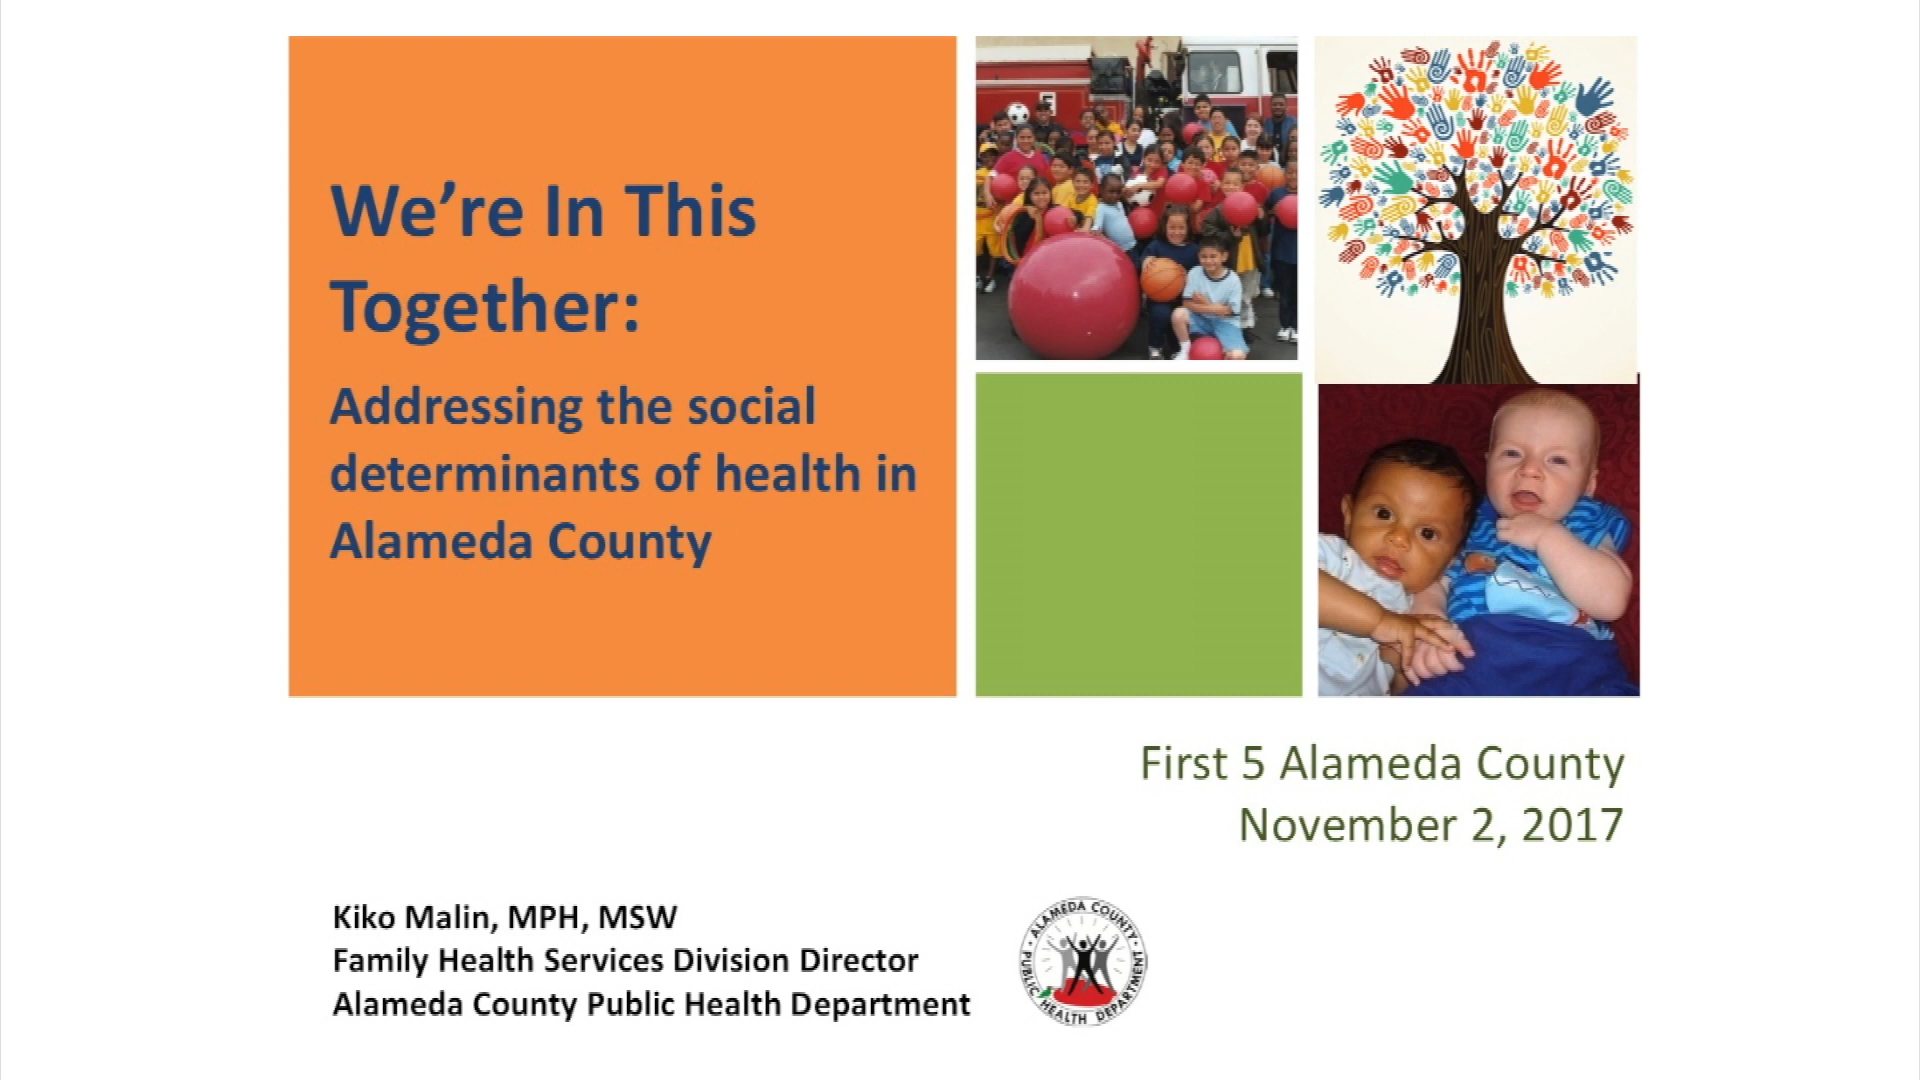 We’re In This
Together:
Addressing the social
determinants of health in
Alameda County
First 5 Alameda County
November 2, 2017
Kiko Malin, MPH, MSW
Family Health Services Division Director
Alameda County Public Health Department
ALAMEDA COUNTY
PUBLIC HEALTH DEPARTMENT